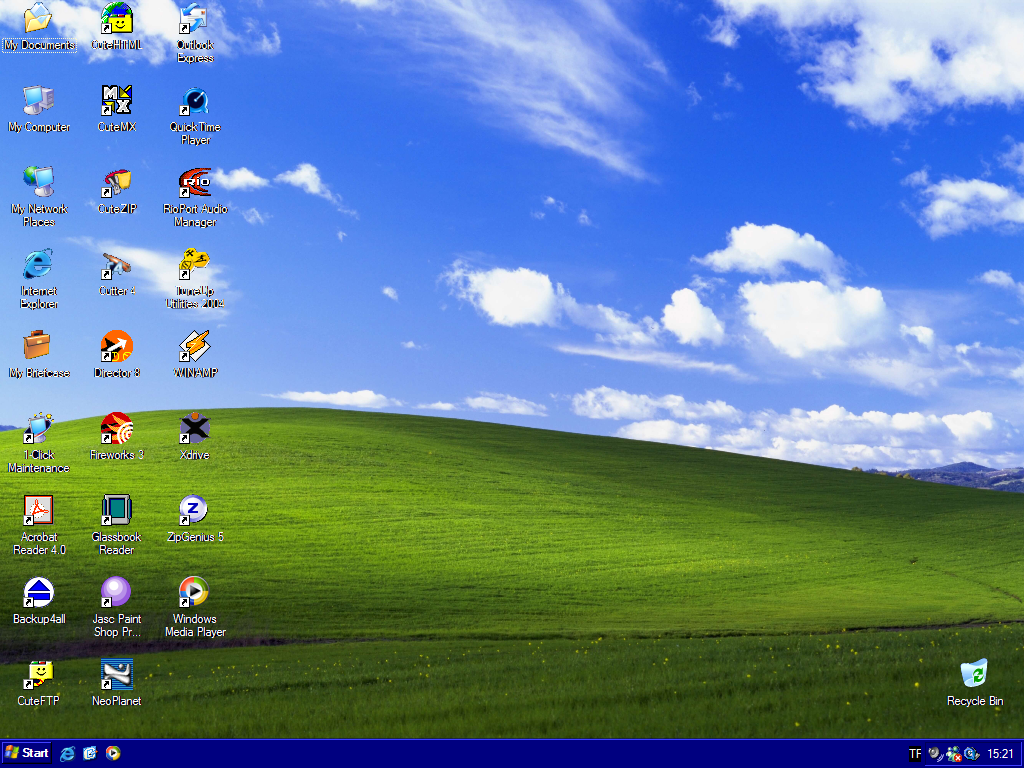 My Documents
CuteHTML
Outlook
Express
My Computer
CuteMX
QuickTime
Player
My Network
Places
CuteZIP
RioPort Audio
Manager
Internet
Explorer
Cutter 4
TuneUp
Utilities 2004
My Briefcase
Director 8
WINAMP
1-Click
Maintenance
Fireworks 3
Xdrive
Acrobat
Reader 4.0
Glassbook
Reader
ZipGenius 5
Backup4all
Jasc Paint
Shop Pr...
Windows
Media Player
CuteFTP
NeoPlanet
Recycle Bin
Start
TF
15:21